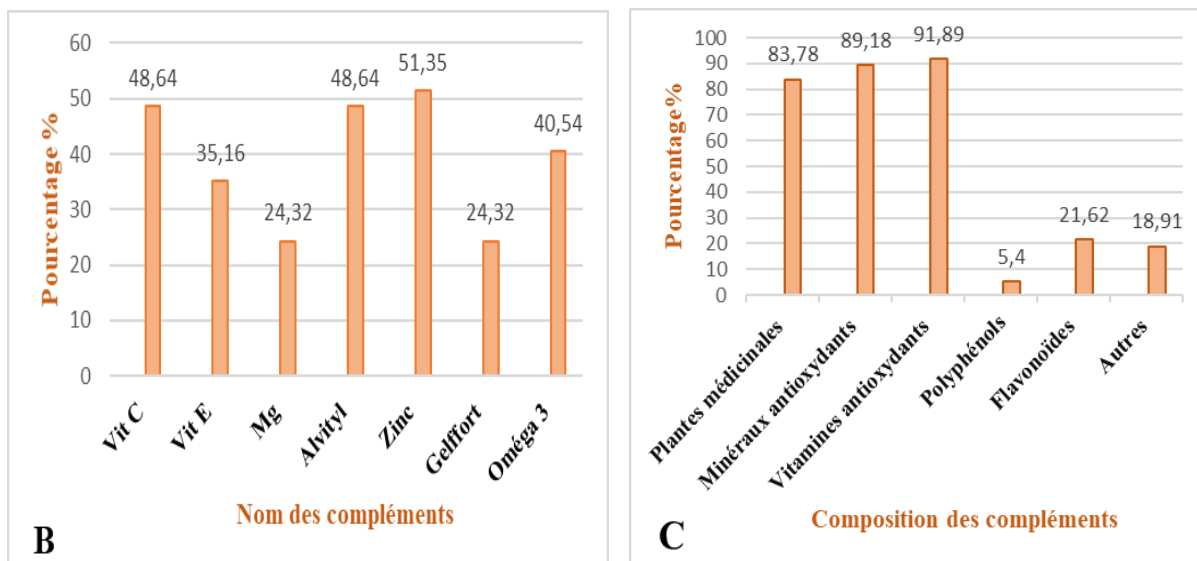 60
50
40
30
20
10
0
Pourcentage %
48,64
35,16
24,32
48,64
51,35
24,32
40,54
Vit C
Vit E
Mg
Alvityl
Zinc
Gelffort
Oméga 3
Nom des compléments
B
100
90
80
70
60
50
40
30
20
10
0
Pourcentage%
83,78
89,18
91,89
5,4
21,62
18,91
Plantes médicinales
Minéraux antioxydants
Vitamines antioxydants
Polyphénols
Flavonoïdes
Autres
Composition des compléments
C